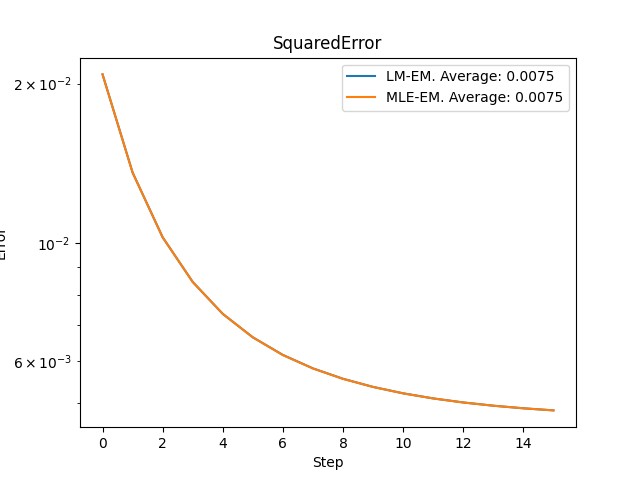 SquaredError
LM-EM. Average: 0.0075
MLE-EM. Average: 0.0075
2 × 10⁻²
10⁻²
6 × 10⁻³
Error
0 2 4 6 8 10 12 14
Step